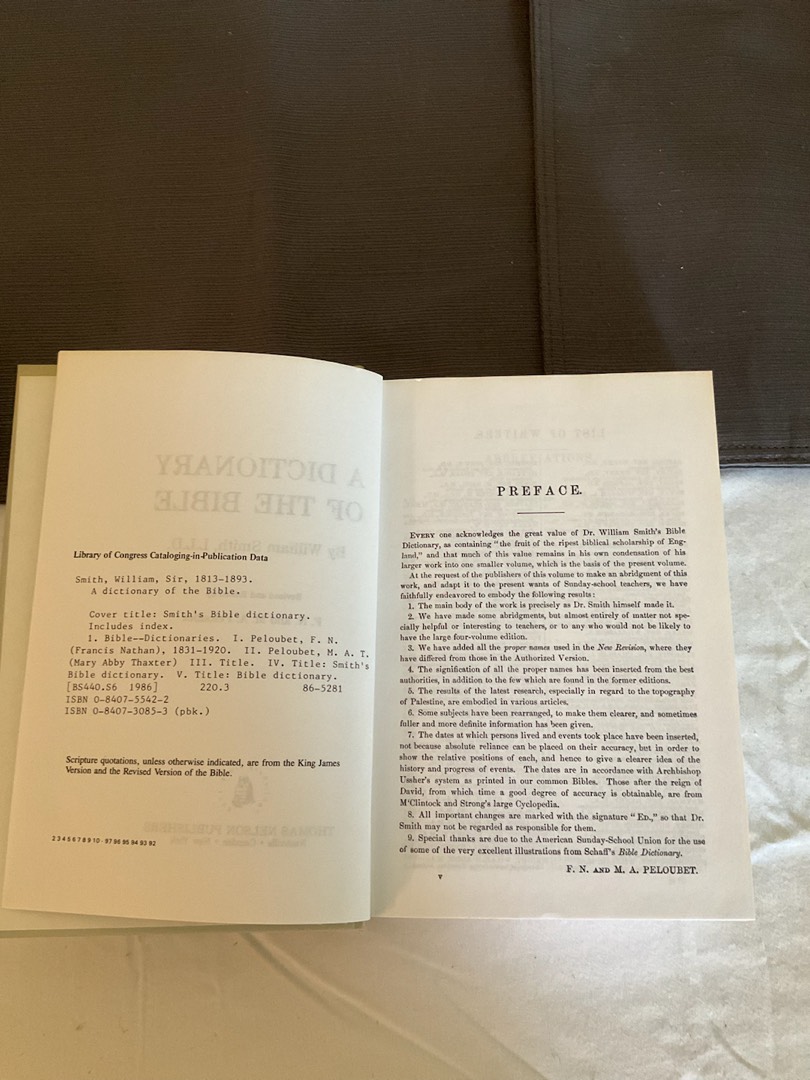 Library of Congress Cataloging-in-Publication Data
Smith, William, Sir, 1813-1893.
A dictionary of the Bible.
Cover title: Smith's Bible dictionary.
Includes index.
1. Bible--Dictionaries. I. Peloubet, F. N.
(Francis Nathan), 1831-1920. II. Peloubet, M. A. T.
(Mary Abby Thaxter) III. Title. IV. Title: Smith's
Bible dictionary. V. Title: Bible dictionary.
[BS440.S6 1986] 220.3 86-5281
ISBN 0-8407-5542-2
ISBN 0-8407-3085-3 (pbk.)
Scripture quotations, unless otherwise indicated, are from the King James
Version and the Revised Version of the Bible.
2 3 4 5 6 7 8 9 10 - 97 96 95 94 93 92
PREFACE.
EVERY one acknowledges the great value of Dr. William Smith's Bible
Dictionary, as containing "the fruit of the ripest biblical scholarship of Eng-
land," and that much of this value remains in his own condensation of his
larger work into one smaller volume, which is the basis of the present volume.
At the request of the publishers of this volume to make an abridgment of this
work, and adapt it to the present wants of Sunday-school teachers, we have
faithfully endeavored to embody the following results :
1. The main body of the work is precisely as Dr. Smith himself made it.
2. We have made some abridgments, but almost entirely of matter not spe-
cially helpful or interesting to teachers, or to any who would not be likely to
have the large four-volume edition.
3. We have added all the proper names used in the New Revision, where they
have differed from those in the Authorized Version.
4. The signification of all the proper names has been inserted from the best
authorities, in addition to the few which are found in the former editions.
5. The results of the latest research, especially in regard to the topography
of Palestine, are embodied in various articles.
6. Some subjects have been rearranged, to make them clearer, and sometimes
fuller and more definite information has been given.
7. The dates at which persons lived and events took place have been inserted,
not because absolute reliance can be placed on their accuracy, but in order to
show the relative positions of each, and hence to give a clearer idea of the
history and progress of events. The dates are in accordance with Archbishop
Ussher's system as printed in our common Bibles. Those after the reign of
David, from which time a good degree of accuracy is obtainable, are from
M'Clintock and Strong's large Cyclopedia.
8. All important changes are marked with the signature "ED.," so that Dr.
Smith may not be regarded as responsible for them.
9. Special thanks are due to the American Sunday-School Union for the use
of some of the very excellent illustrations from Schaff's Bible Dictionary.
F. N. AND M. A. PELOUBET.
v